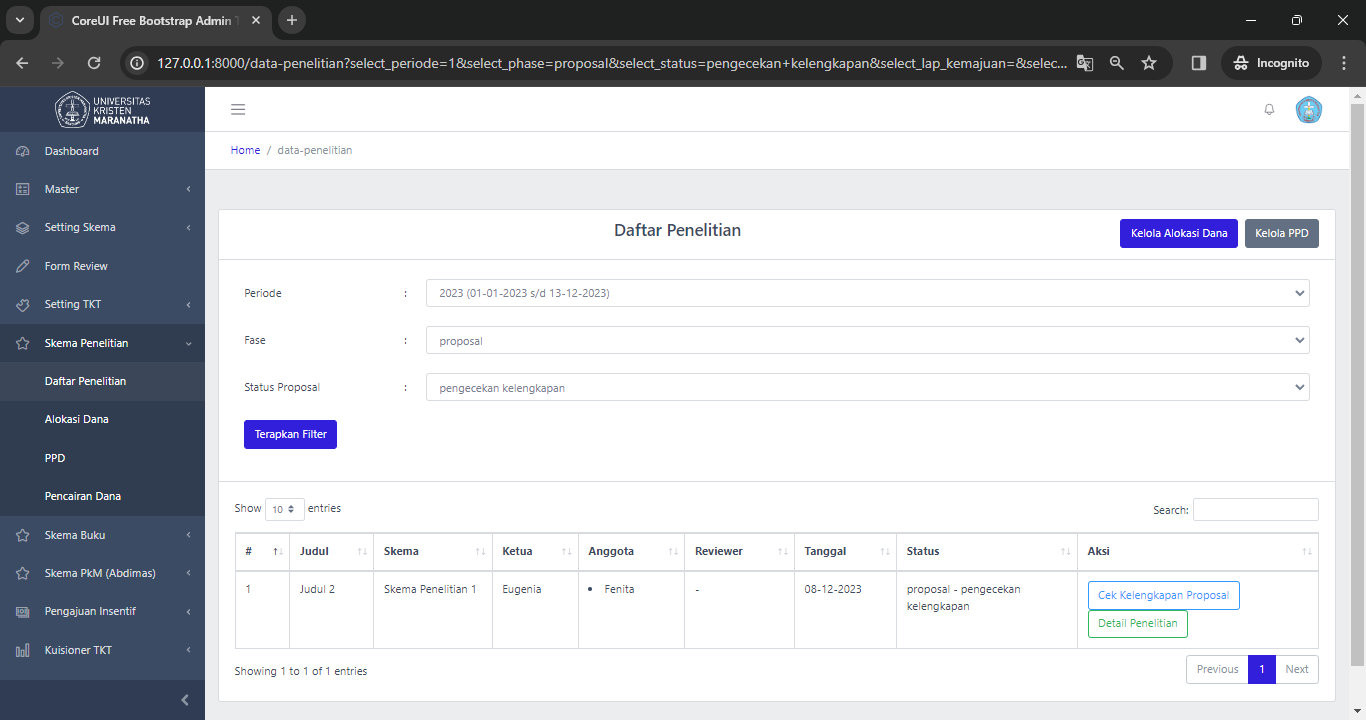 CoreUI Free Bootstrap Admin
127.0.0.1:8000/data-penelitian?select_periode=1&select_phase=proposal&select_status=pengecekan+kelengkapan&select_lap_kemajuan=&selec...
Incognito
UNIVERSITAS
KRISTEN
MARANATHA
Dashboard
Master
Setting Skema
Form Review
Setting TKT
Skema Penelitian
Daftar Penelitian
Alokasi Dana
PPD
Pencairan Dana
Skema Buku
Skema PkM (Abdimas)
Pengajuan Insentif
Kuisioner TKT
Home / data-penelitian
Daftar Penelitian
Kelola Alokasi Dana
Kelola PPD
Periode : 2023 (01-01-2023 s/d 13-12-2023)
Fase : proposal
Status Proposal : pengecekan kelengkapan
Terapkan Filter
Show 10 entries
Search:
# Judul Skema Ketua Anggota Reviewer Tanggal Status Aksi
1 Judul 2 Skema Penelitian 1 Eugenia • Fenita - 08-12-2023 proposal - pengecekan
kelengkapan
Cek Kelengkapan Proposal
Detail Penelitian
Showing 1 to 1 of 1 entries
Previous 1 Next